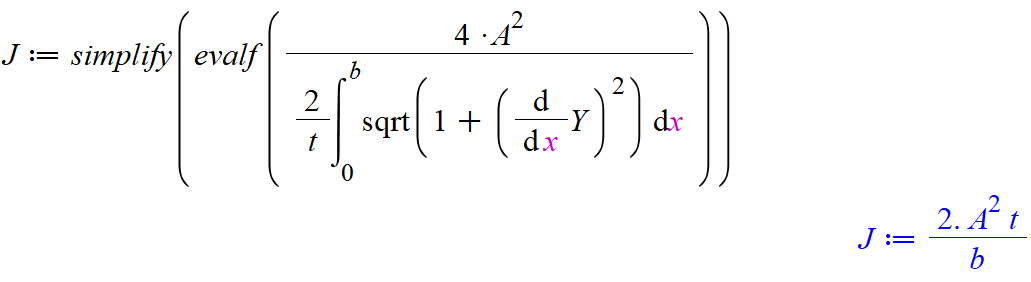 J := simplify(evalf((4 · A^2)/((2/t) ∫_0^b sqrt(1 + (d/dx Y)^2) dx)))
J := (2. A^2 t)/b